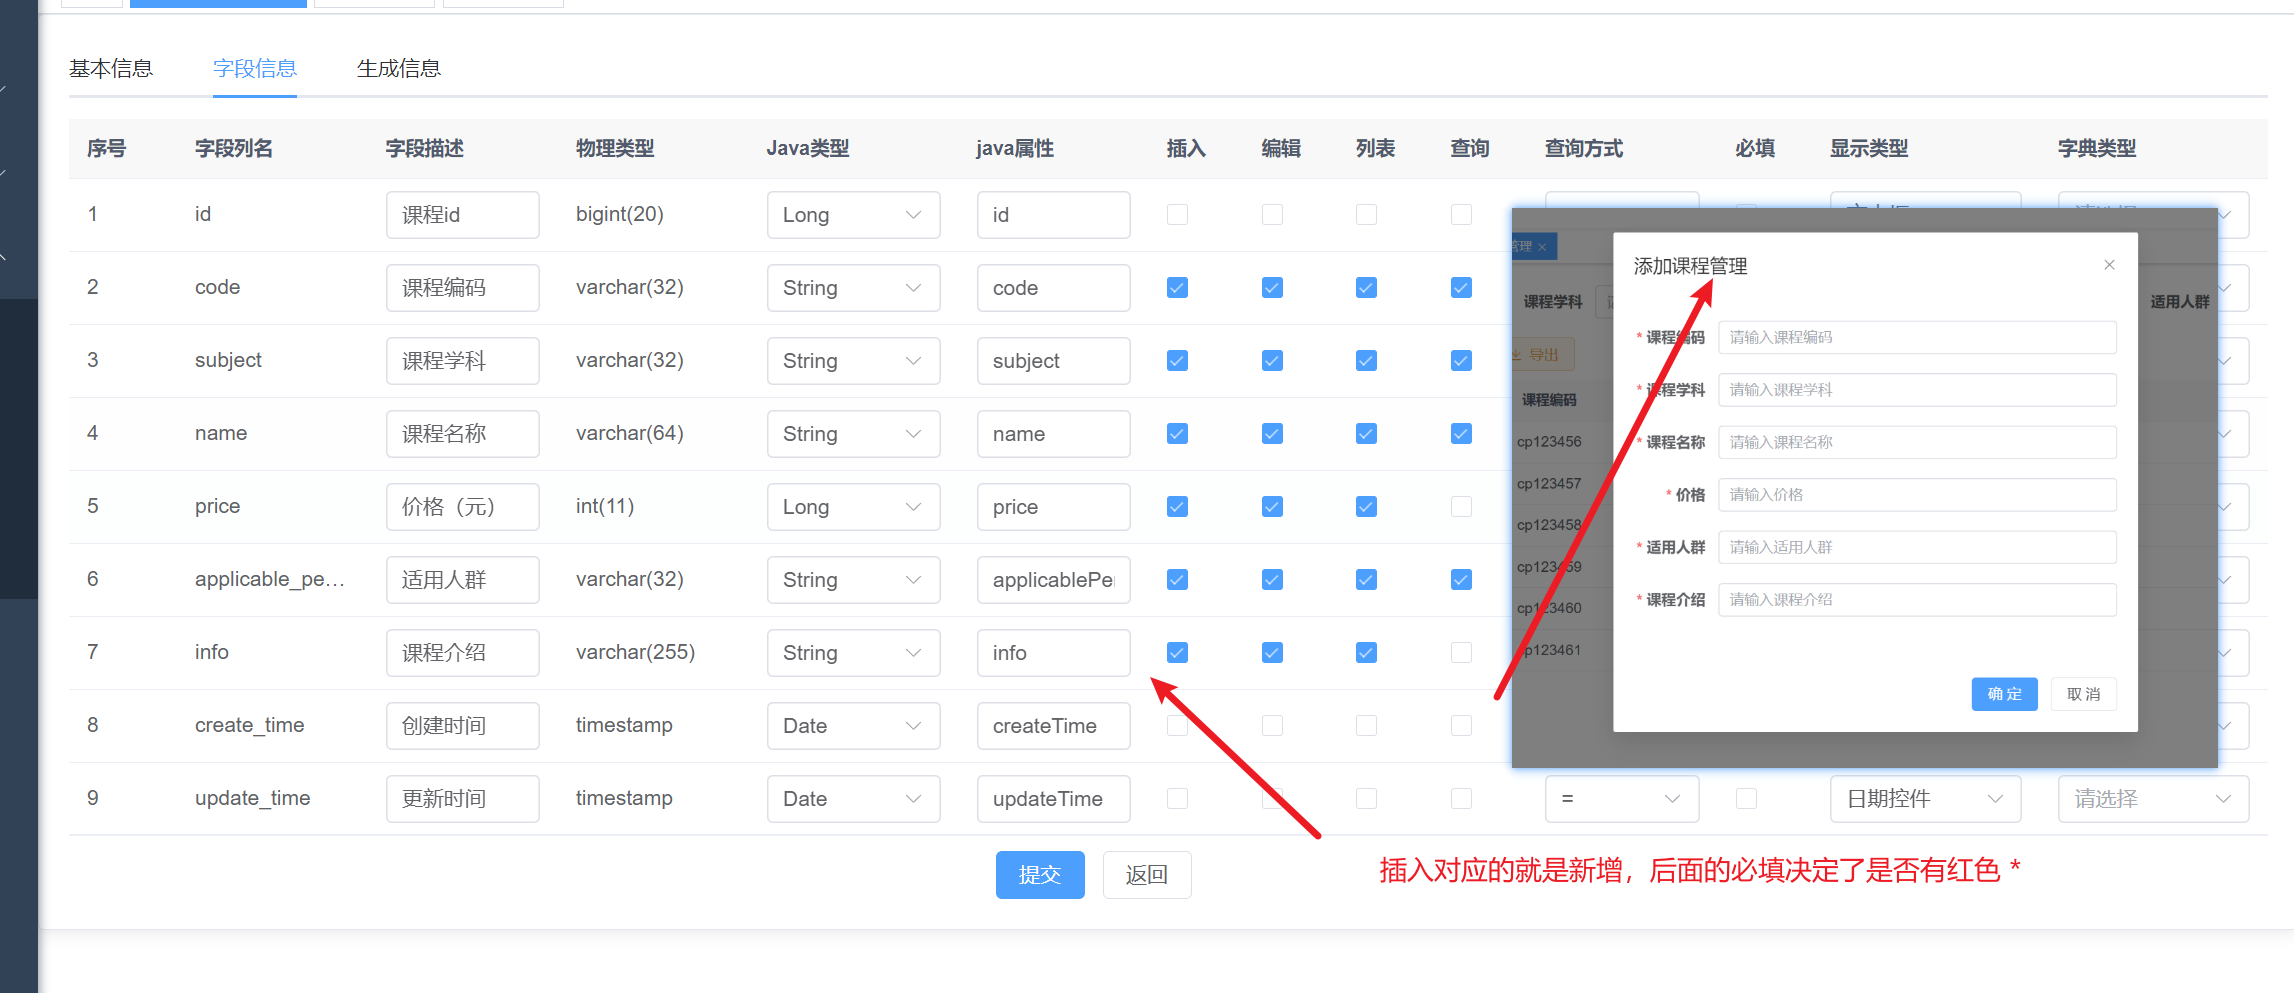 基本信息 字段信息 生成信息
序号 字段列名 字段描述 物理类型 Java类型 java属性 插入 编辑 列表 查询 查询方式 必填 显示类型 字典类型
1 id 课程id bigint(20) Long id
2 code 课程编码 varchar(32) String code
3 subject 课程学科 varchar(32) String subject
4 name 课程名称 varchar(64) String name
5 price 价格（元） int(11) Long price
6 applicable_pe... 适用人群 varchar(32) String applicablePe
7 info 课程介绍 varchar(255) String info
8 create_time 创建时间 timestamp Date createTime
9 update_time 更新时间 timestamp Date updateTime = 日期控件 请选择
管理 ×
课程学科
适用人群
导出
课程编码
cp123456
cp123457
cp123458
cp123459
cp123460
cp123461
添加课程管理
* 课程编码 请输入课程编码
* 课程学科 请输入课程学科
* 课程名称 请输入课程名称
* 价格 请输入价格
* 适用人群 请输入适用人群
* 课程介绍 请输入课程介绍
确 定 取 消
提交 返回
插入对应的就是新增，后面的必填决定了是否有红色 *